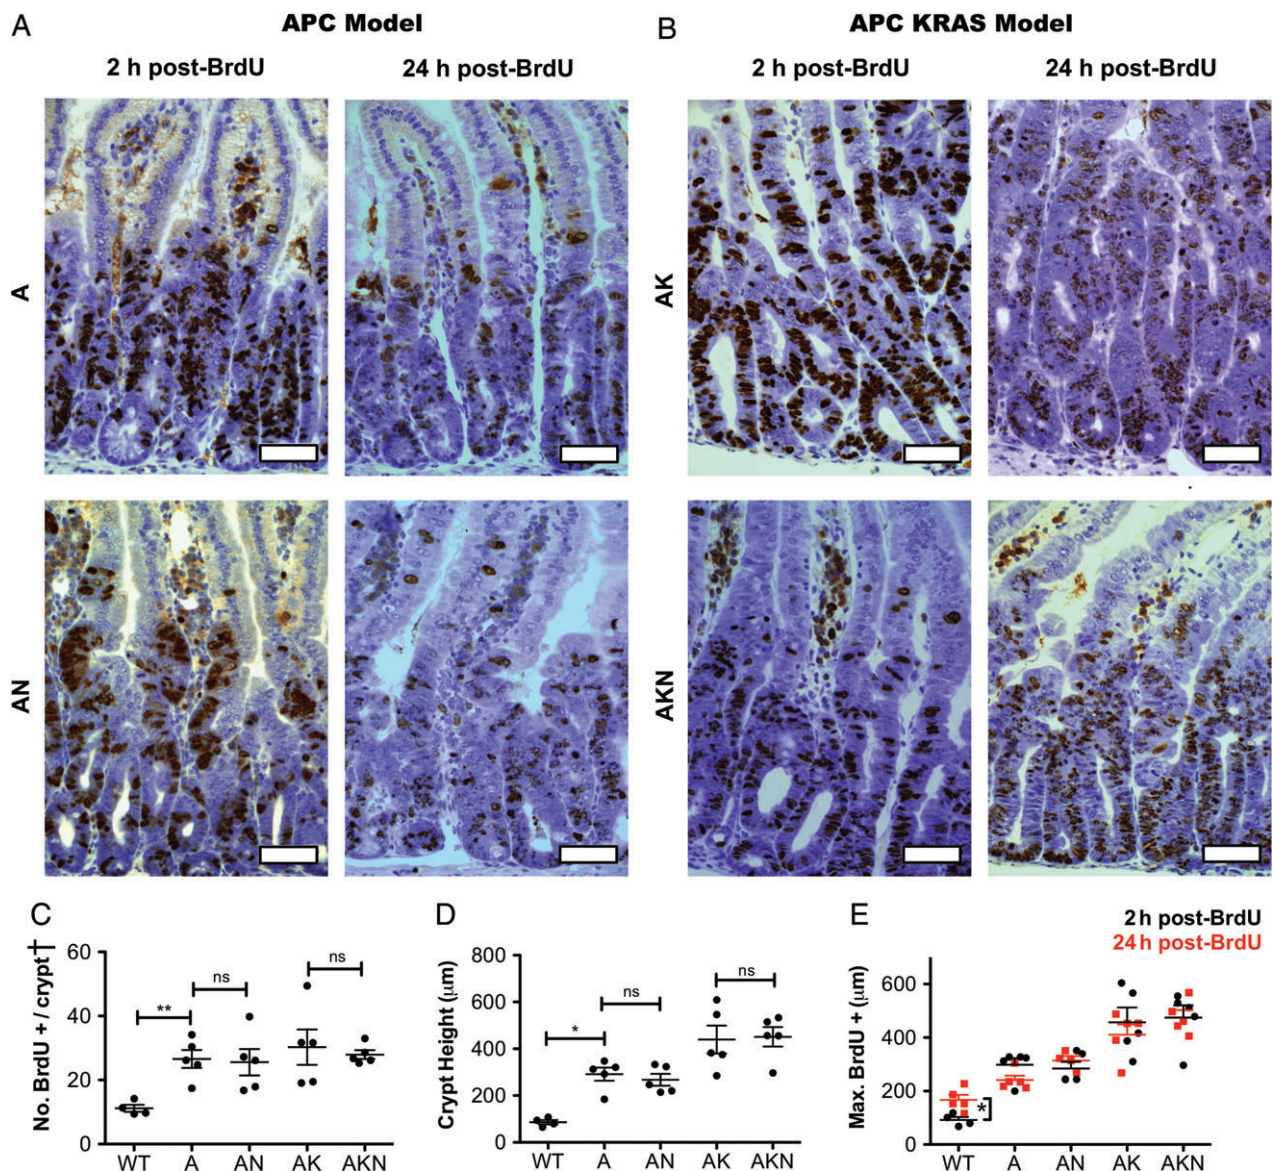 A
APC Model
2 h post-BrdU
24 h post-BrdU
B
APC KRAS Model
2 h post-BrdU
24 h post-BrdU
A
AK
AN
AKN
C
No. BrdU + / crypt†
60
40
20
0
**
ns
ns
WT A AN AK AKN
D
Crypt Height (μm)
800
600
400
200
0
*
ns
ns
WT A AN AK AKN
E
2 h post-BrdU
24 h post-BrdU
Max. BrdU + (μm)
600
400
200
0
*
WT A AN AK AKN